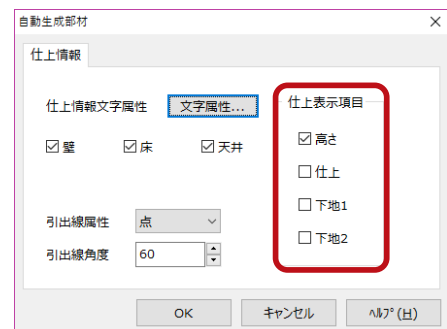 自動生成部材
仕上情報
仕上情報文字属性 文字属性...
壁 床 天井
引出線属性 点
引出線角度 60
仕上表示項目
高さ
仕上
下地1
下地2
OK キャンセル ﾍﾙﾌﾟ(H)